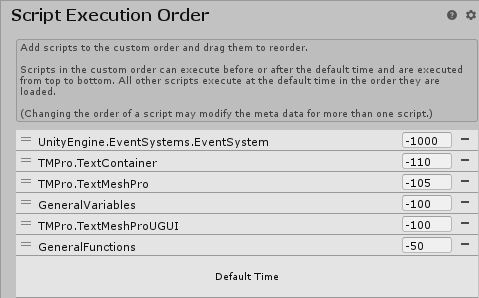 Script Execution Order
Add scripts to the custom order and drag them to reorder.
Scripts in the custom order can execute before or after the default time and are executed
from top to bottom. All other scripts execute at the default time in the order they are
loaded.
(Changing the order of a script may modify the meta data for more than one script.)
UnityEngine.EventSystems.EventSystem -1000
TMPro.TextContainer -110
TMPro.TextMeshPro -105
GeneralVariables -100
TMPro.TextMeshProUGUI -100
GeneralFunctions -50
Default Time